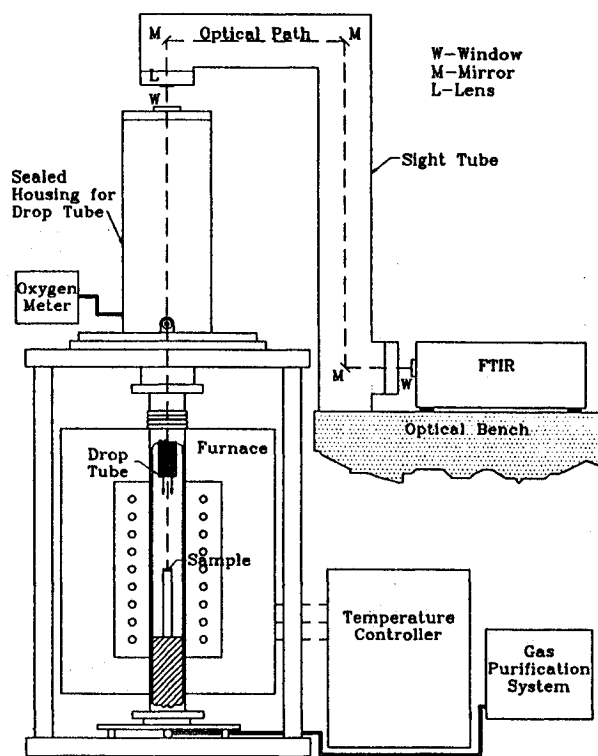 M
Optical Path
M
W-Window
M-Mirror
L-Lens
L
W
Sight Tube
Sealed
Housing for
Drop Tube
Oxygen
Meter
M
W
FTIR
Optical Bench
Furnace
Drop
Tube
Sample
Temperature
Controller
Gas
Purification
System